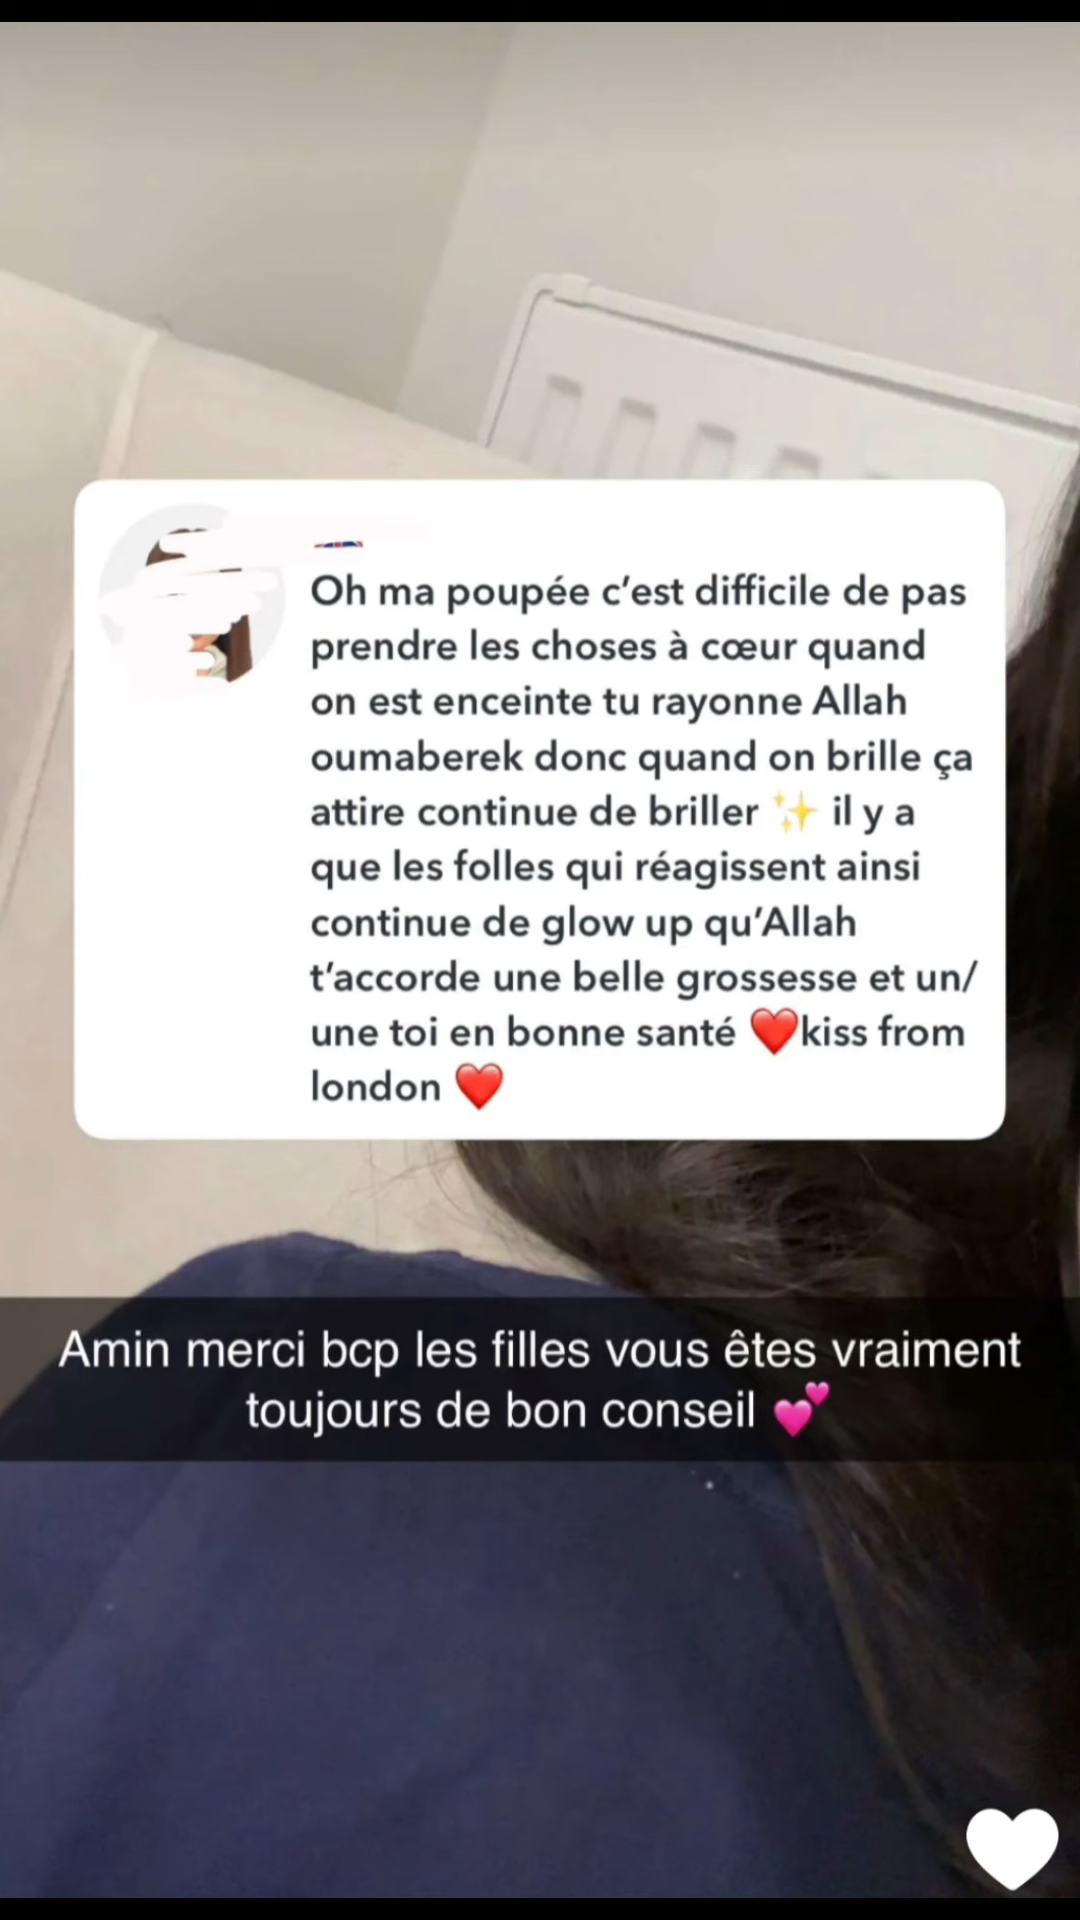 Oh ma poupée c’est difficile de pas
prendre les choses à cœur quand
on est enceinte tu rayonne Allah
oumaberek donc quand on brille ça
attire continue de briller ✨ il y a
que les folles qui réagissent ainsi
continue de glow up qu’Allah
t’accorde une belle grossesse et un/
une toi en bonne santé ❤️kiss from
london ❤️
Amin merci bcp les filles vous êtes vraiment
toujours de bon conseil 💕